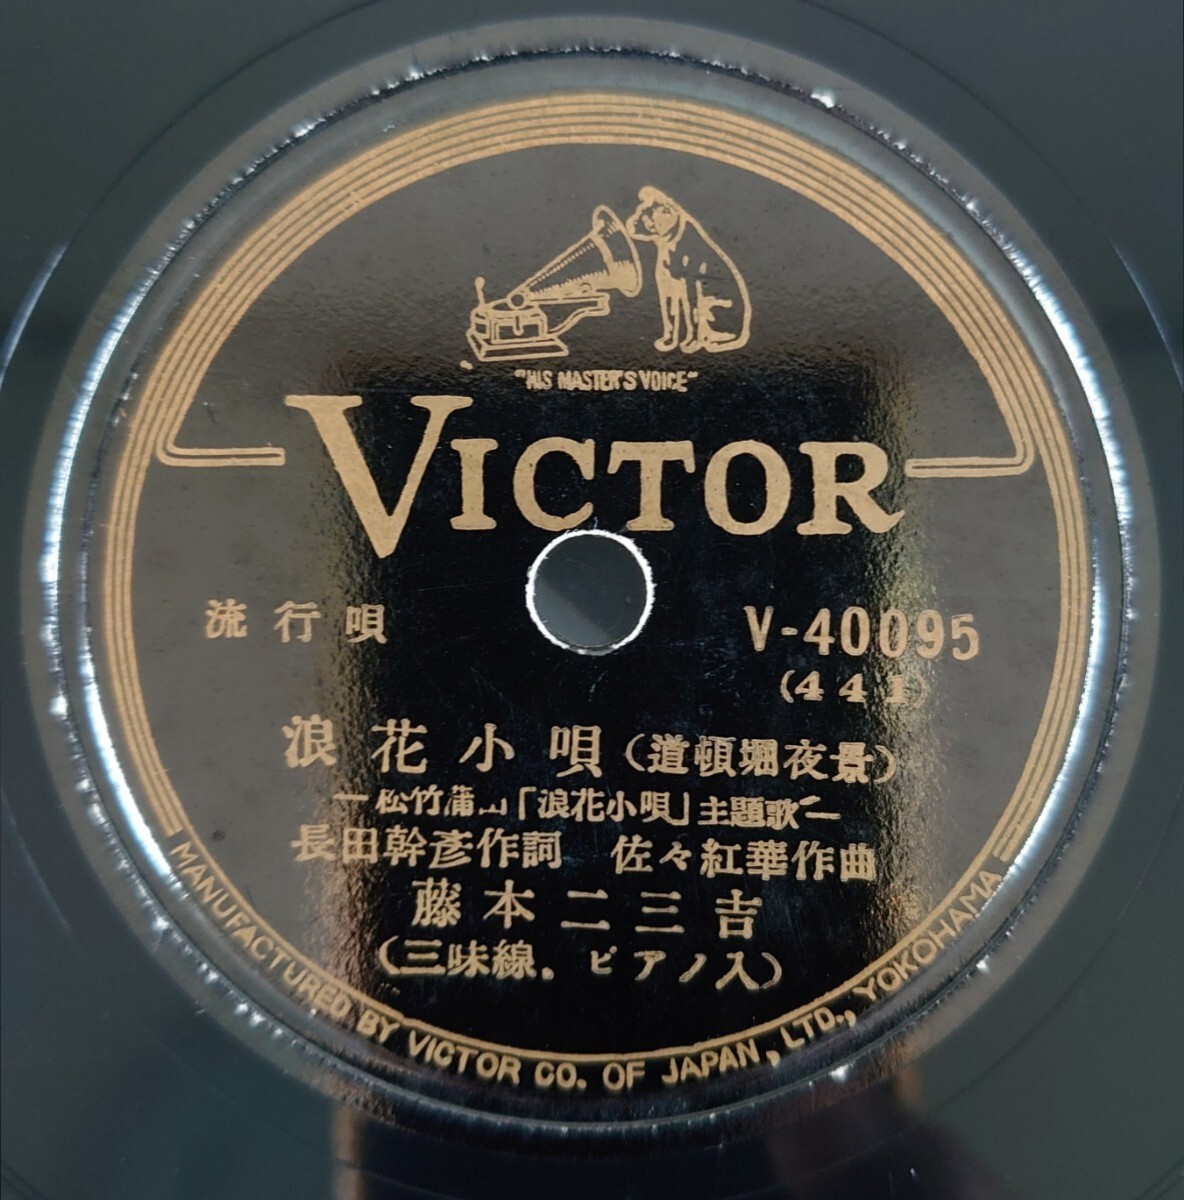 "HIS MASTER'S VOICE"
VICTOR
流行唄
V-40095
(441)
浪花小唄(道頓堀夜景)
―松竹蒲田「浪花小唄」主題歌―
長田幹彦作詞 佐々紅華作曲
藤本二三吉
(三味線.ピアノ入)
MANUFACTURED BY VICTOR CO. OF JAPAN, LTD., YOKOHAMA